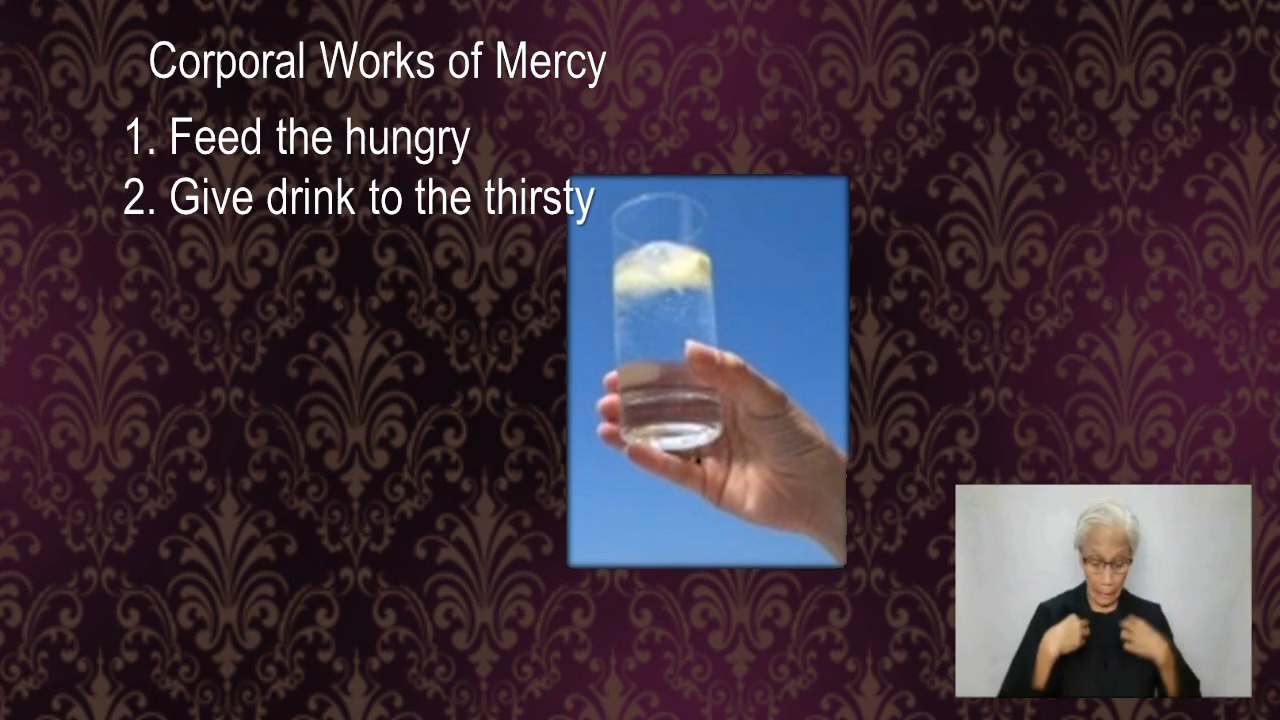 Corporal Works of Mercy
1. Feed the hungry
2. Give drink to the thirsty